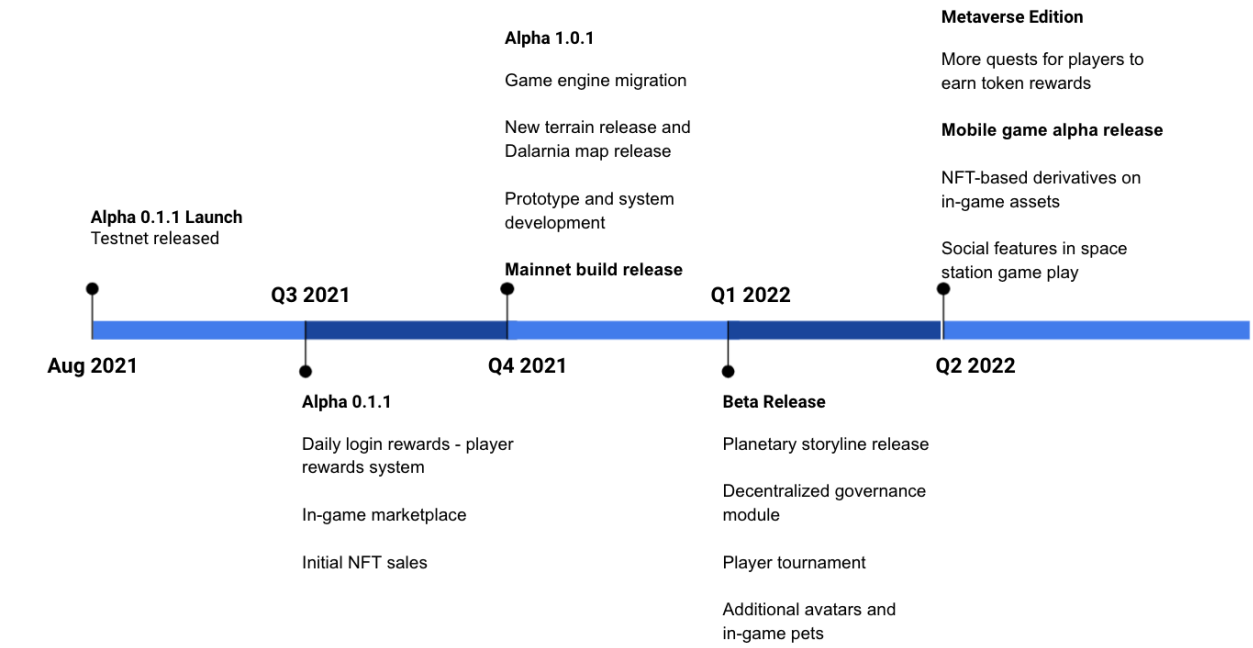 Alpha 0.1.1 Launch
Testnet released
Aug 2021
Q3 2021
Alpha 0.1.1
Daily login rewards - player
rewards system
In-game marketplace
Initial NFT sales
Alpha 1.0.1
Game engine migration
New terrain release and
Dalarnia map release
Prototype and system
development
Mainnet build release
Q4 2021
Q1 2022
Beta Release
Planetary storyline release
Decentralized governance
module
Player tournament
Additional avatars and
in-game pets
Metaverse Edition
More quests for players to
earn token rewards
Mobile game alpha release
NFT-based derivatives on
in-game assets
Social features in space
station game play
Q2 2022